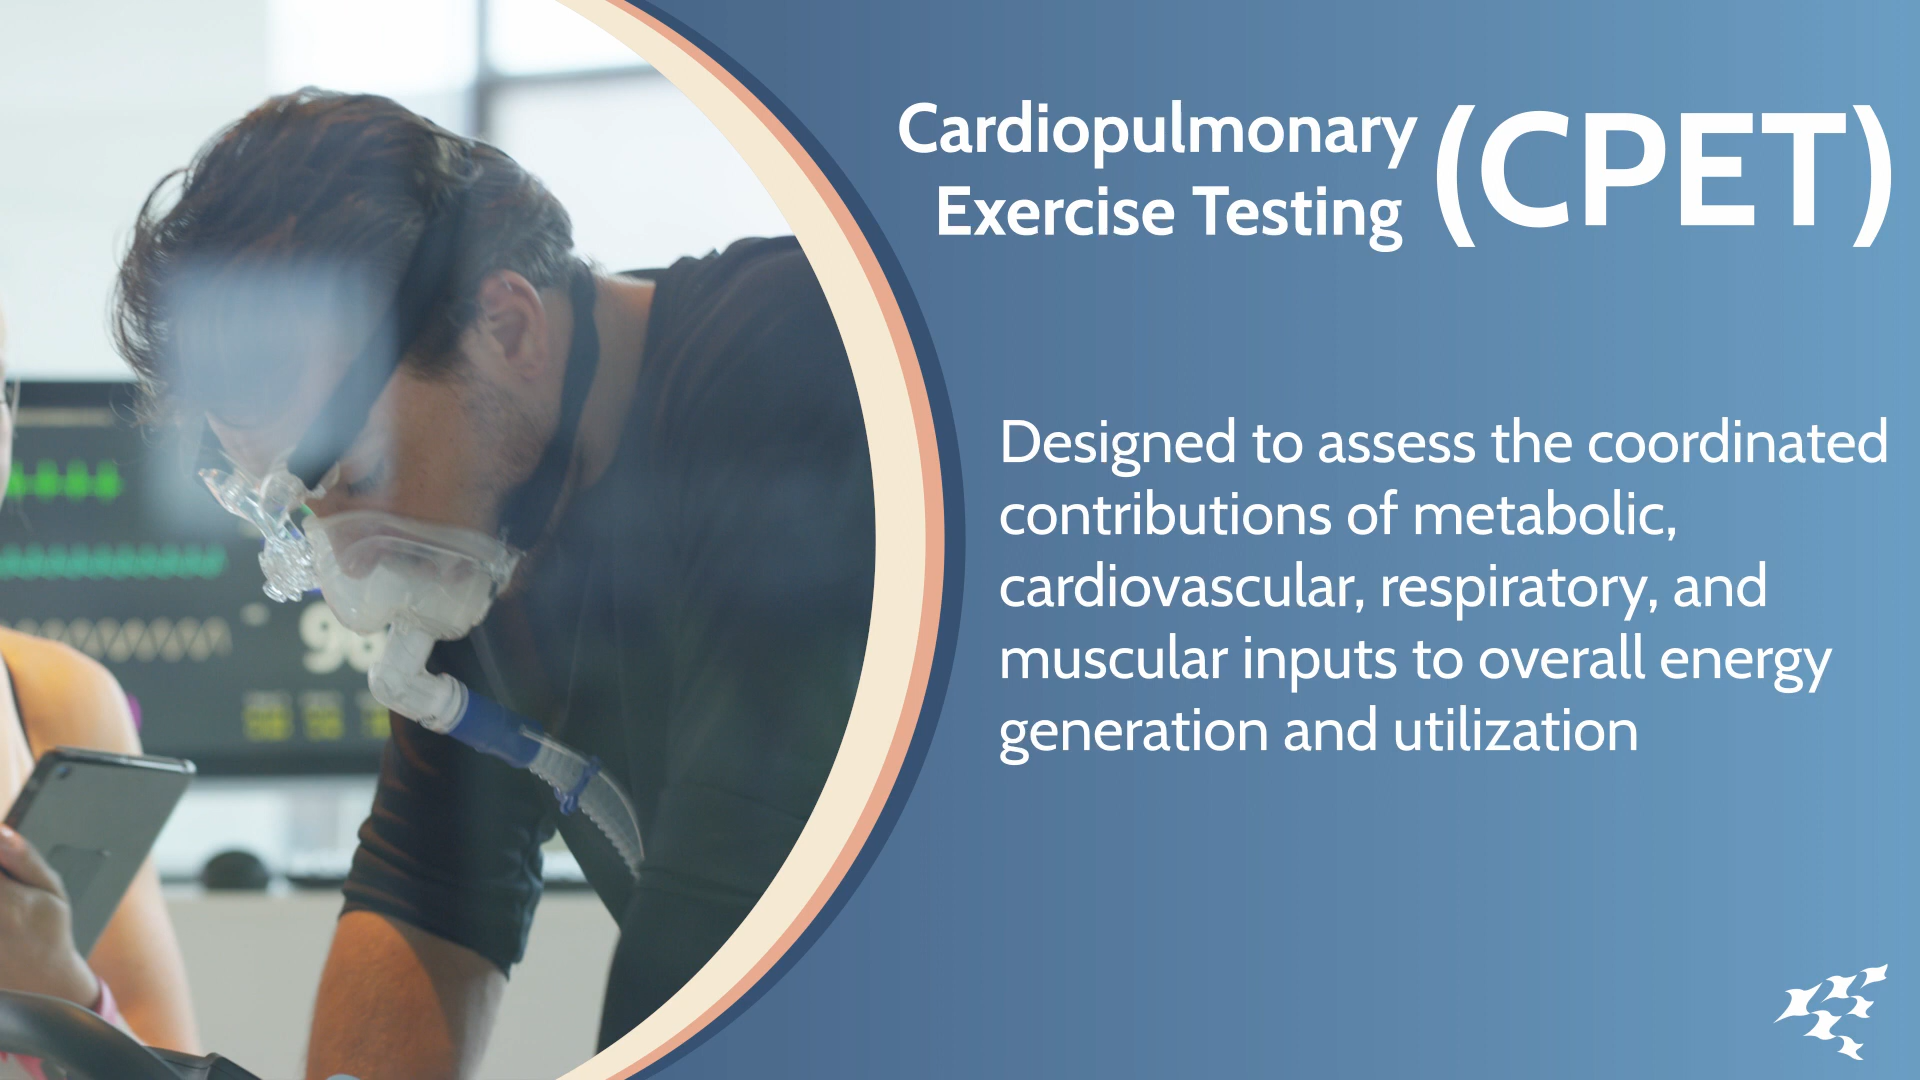 Cardiopulmonary
Exercise Testing
(CPET)
Designed to assess the coordinated
contributions of metabolic,
cardiovascular, respiratory, and
muscular inputs to overall energy
generation and utilization